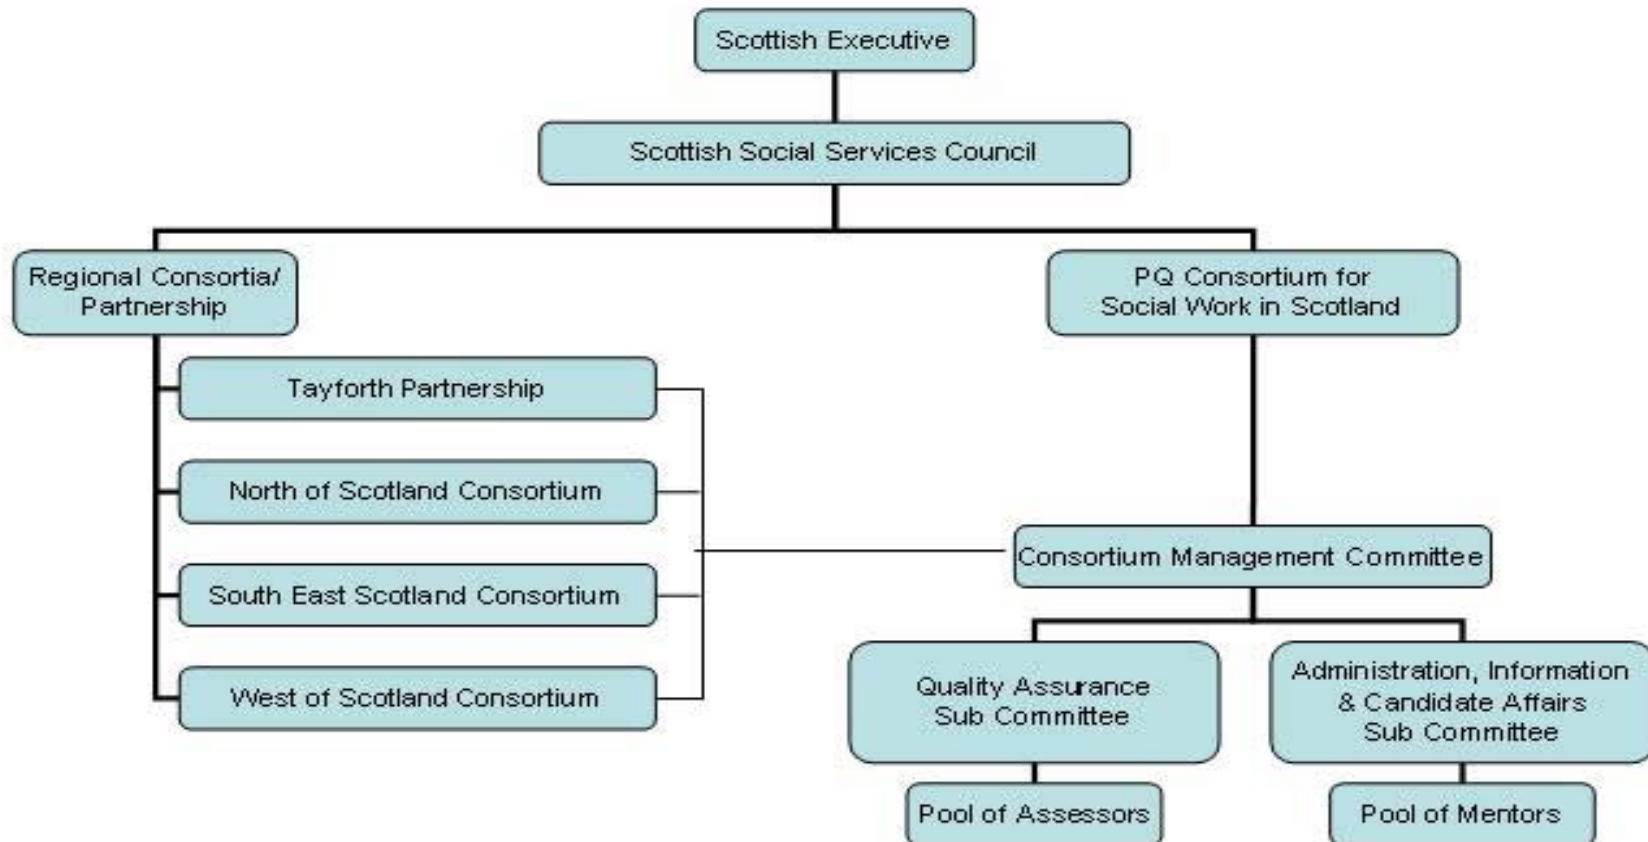 Scottish Executive
Scottish Social Services Council
Regional Consortia/
Partnership
PQ Consortium for
Social Work in Scotland
Tayforth Partnership
North of Scotland Consortium
South East Scotland Consortium
West of Scotland Consortium
Consortium Management Committee
Quality Assurance
Sub Committee
Administration, Information
& Candidate Affairs
Sub Committee
Pool of Assessors
Pool of Mentors